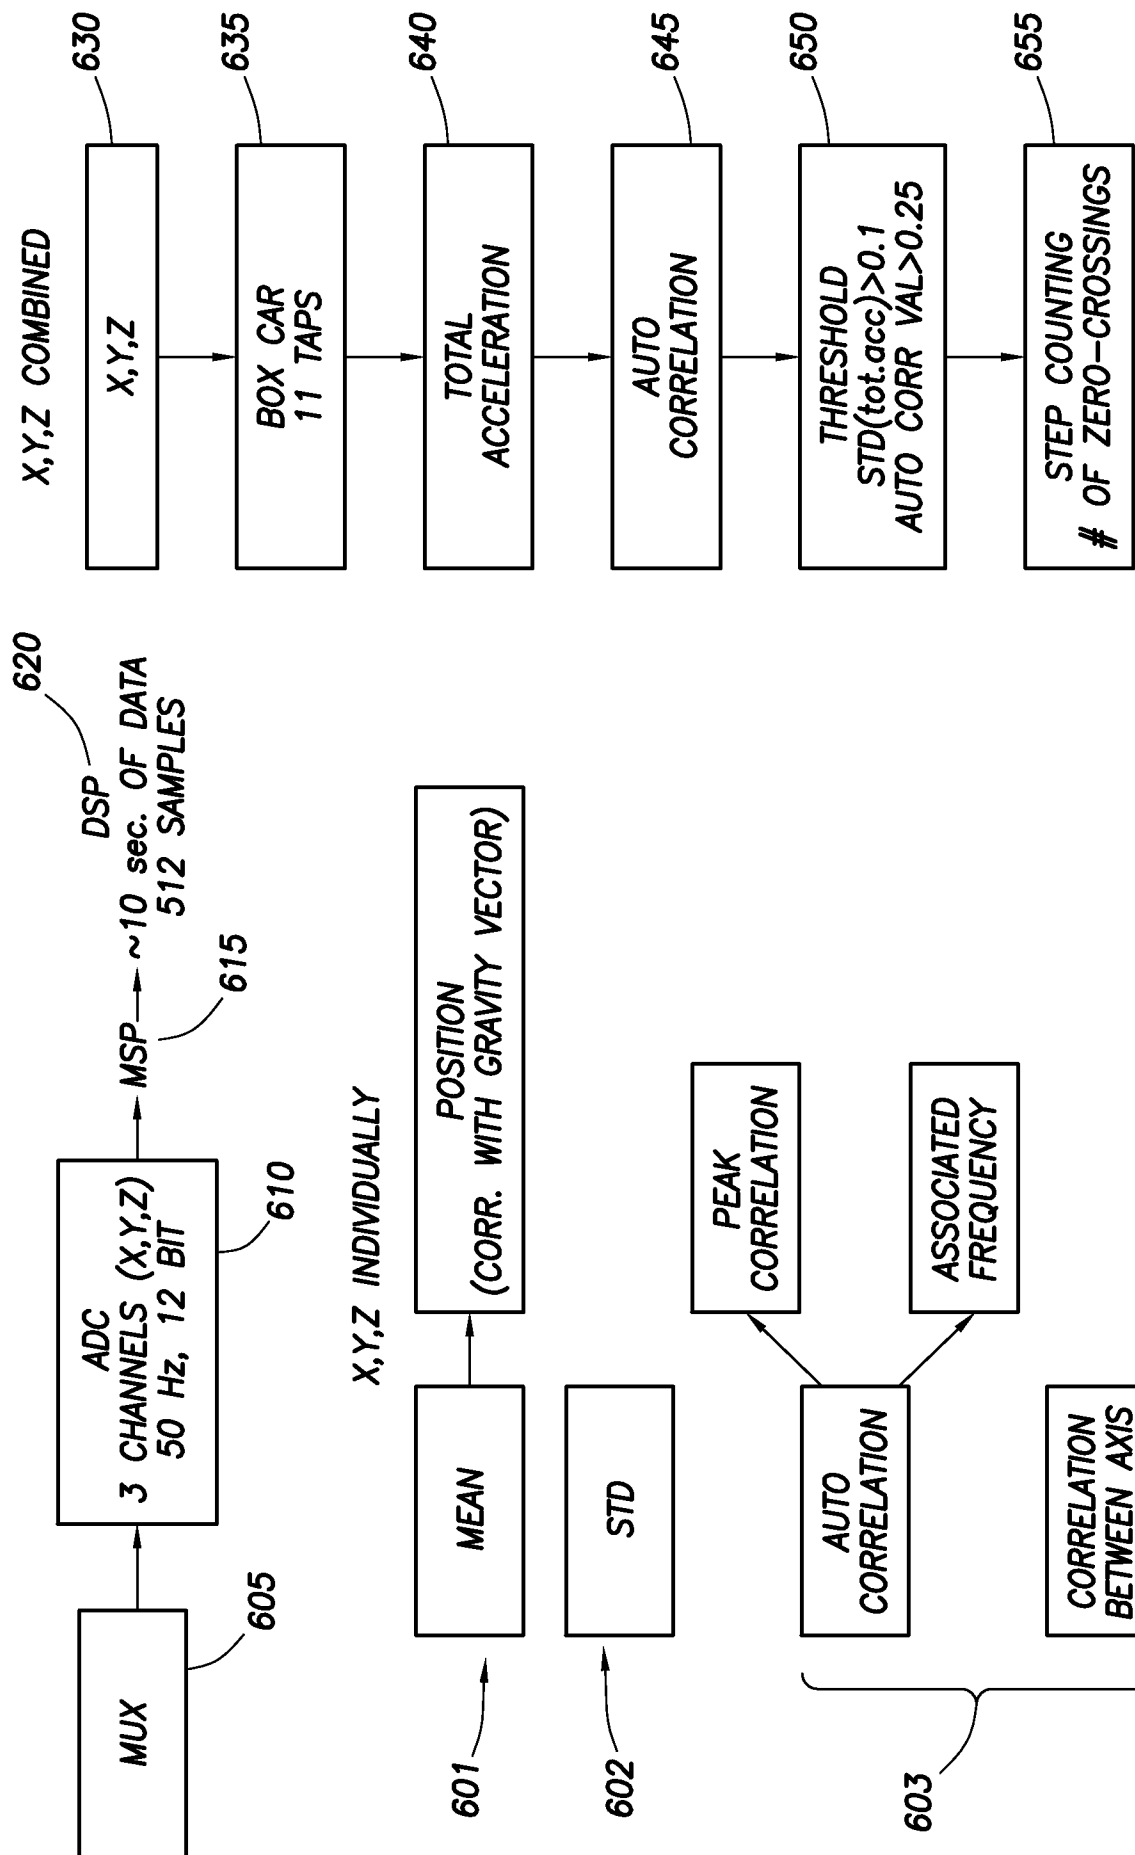 MUX
605
ADC
3 CHANNELS (X,Y,Z)
50 Hz, 12 BIT
610
MSP
615
DSP
620
~10 sec. OF DATA
512 SAMPLES
X,Y,Z INDIVIDUALLY
601
MEAN
POSITION
(CORR. WITH GRAVITY VECTOR)
602
STD
603
AUTO
CORRELATION
PEAK
CORRELATION
ASSOCIATED
FREQUENCY
CORRELATION
BETWEEN AXIS
X,Y,Z COMBINED
X,Y,Z
630
BOX CAR
11 TAPS
635
TOTAL
ACCELERATION
640
AUTO
CORRELATION
645
THRESHOLD
STD(tot.acc)>0.1
AUTO CORR VAL>0.25
650
STEP COUNTING
# OF ZERO-CROSSINGS
655